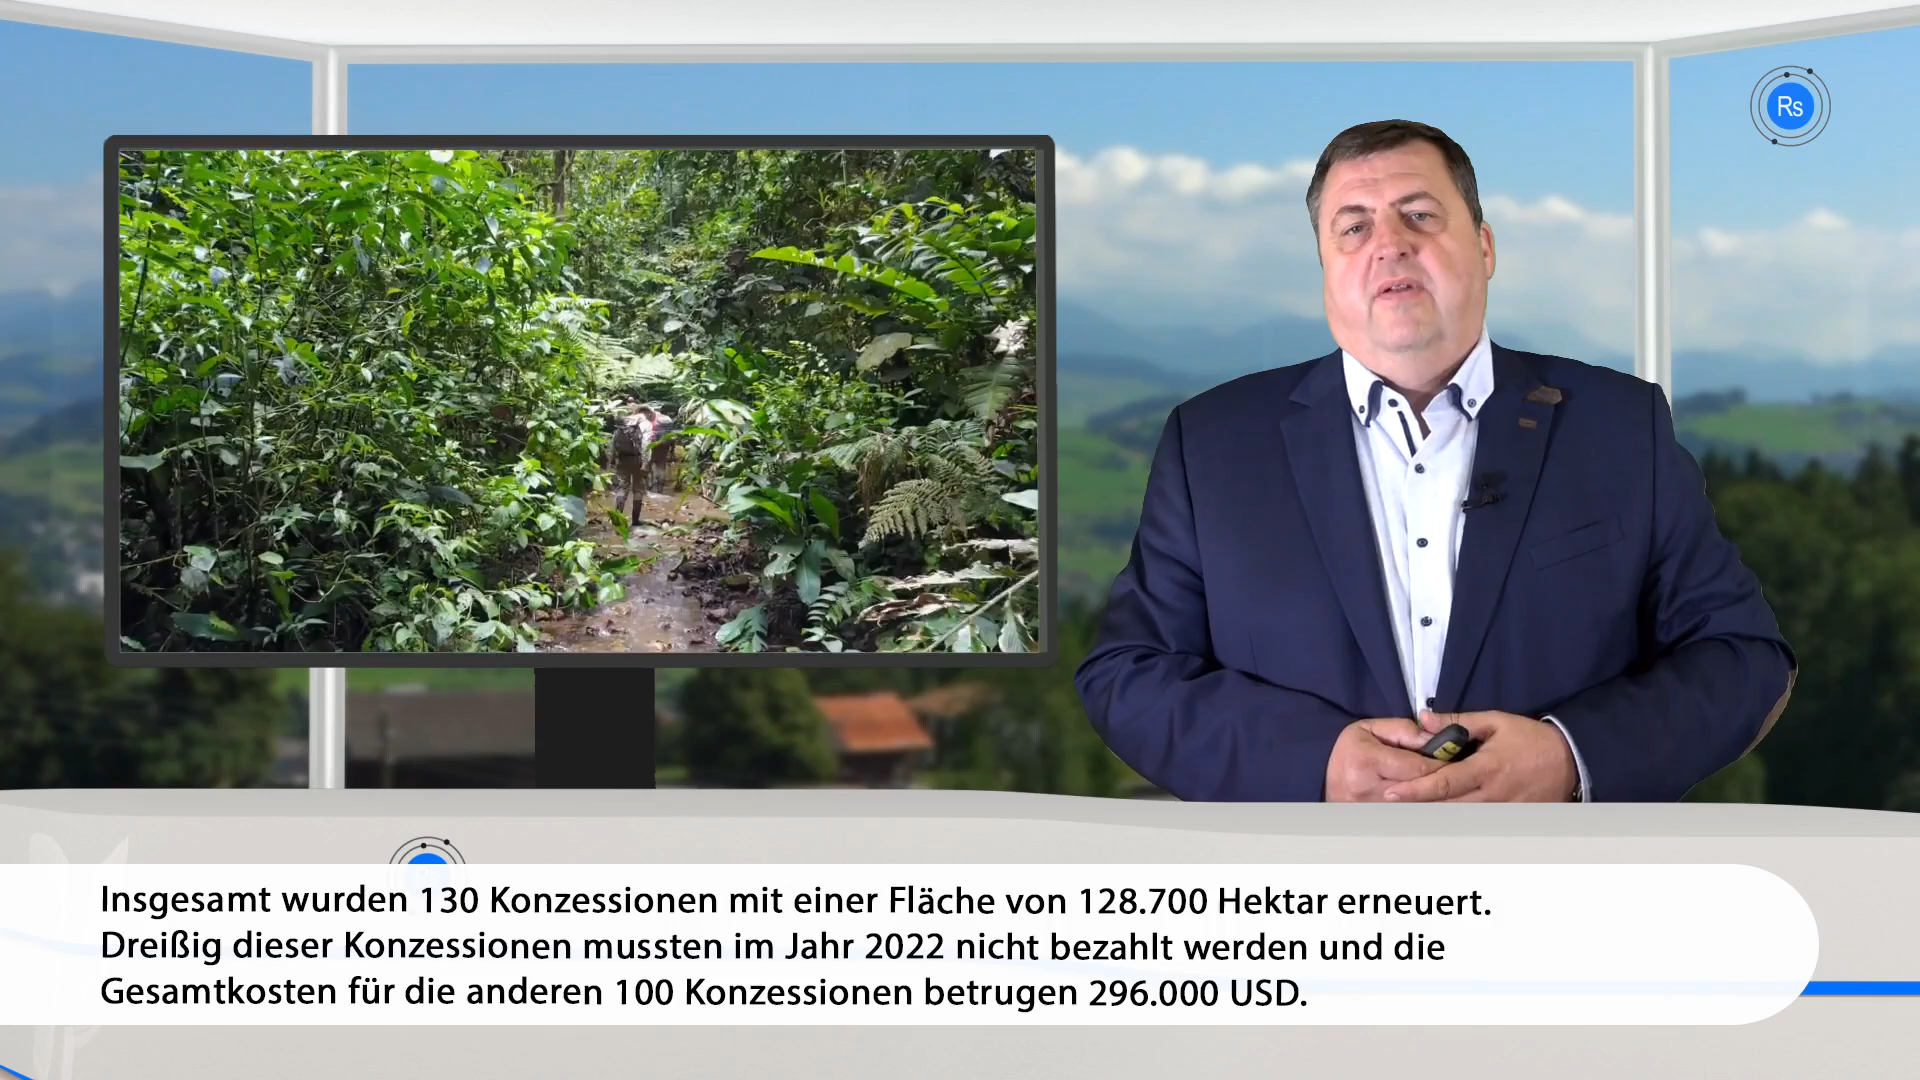 Rs
Insgesamt wurden 130 Konzessionen mit einer Fläche von 128.700 Hektar erneuert.
Dreißig dieser Konzessionen mussten im Jahr 2022 nicht bezahlt werden und die
Gesamtkosten für die anderen 100 Konzessionen betrugen 296.000 USD.